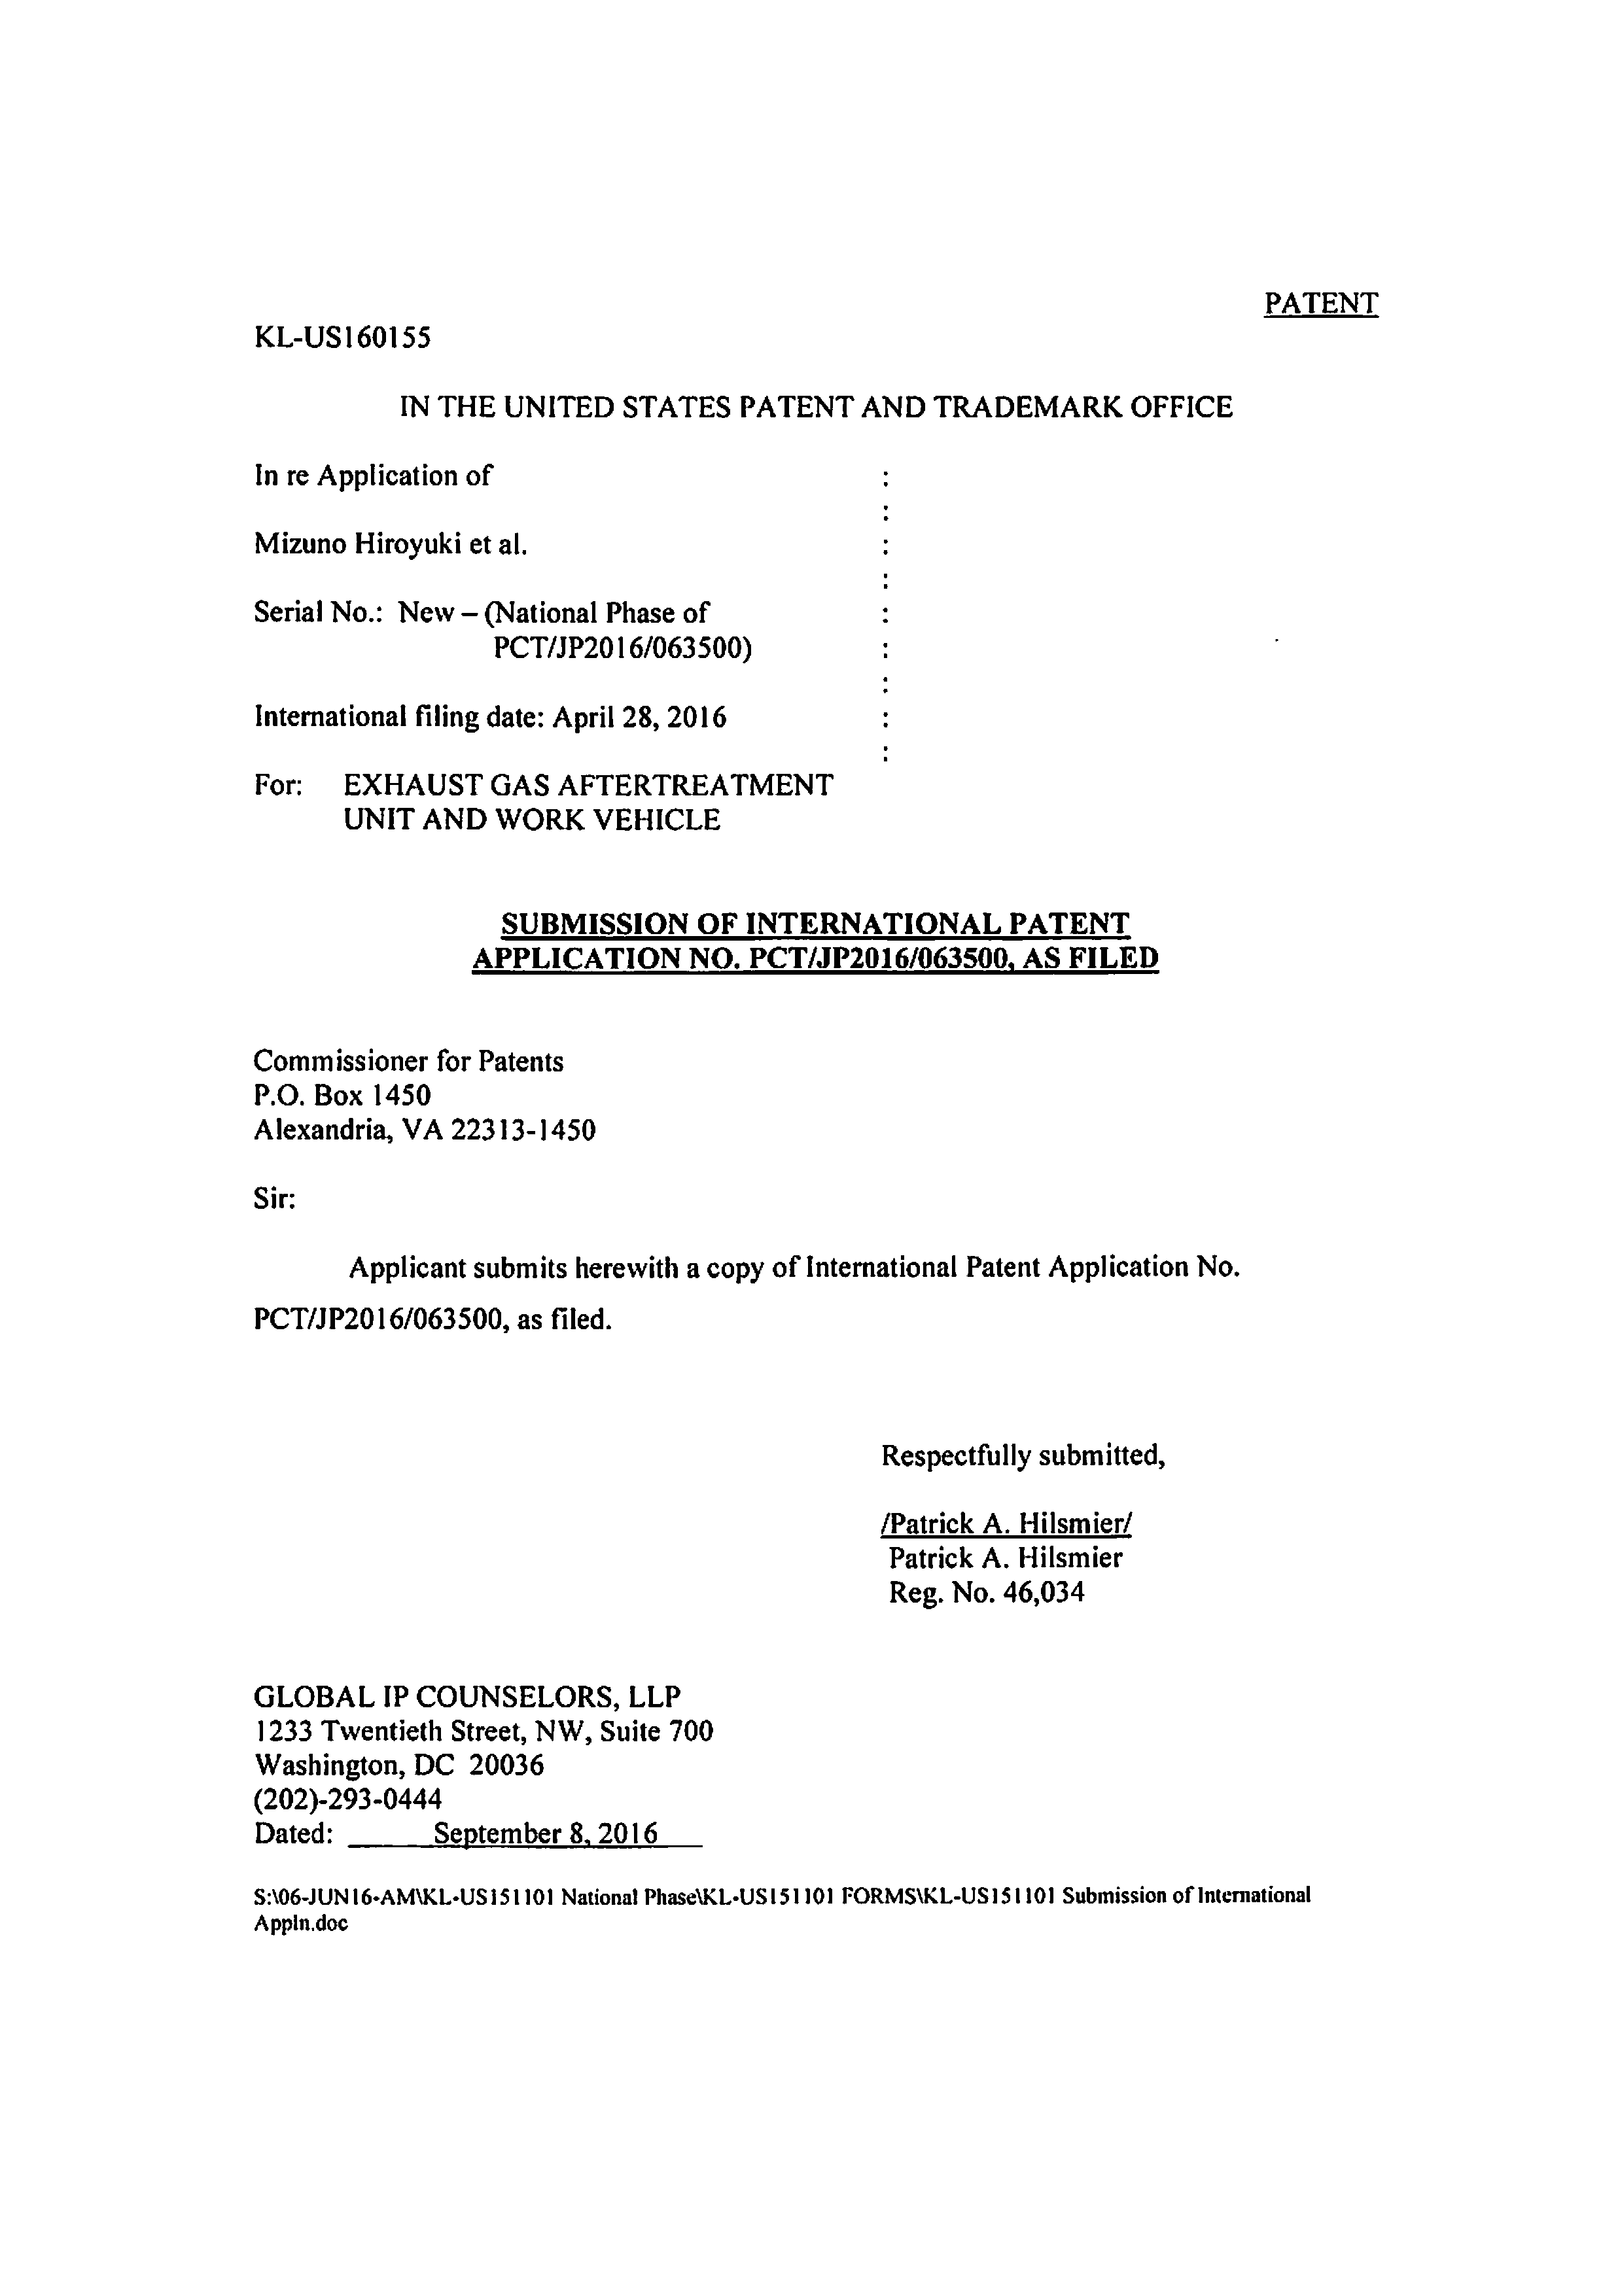 PATENT
KL-US160155
IN THE UNITED STATES PATENT AND TRADEMARK OFFICE
In re Application of :
:
Mizuno Hiroyuki et al. :
:
Serial No.: New – (National Phase of :
PCT/JP2016/063500) :
:
International filing date: April 28, 2016 :
:
For: EXHAUST GAS AFTERTREATMENT
UNIT AND WORK VEHICLE
SUBMISSION OF INTERNATIONAL PATENT
APPLICATION NO. PCT/JP2016/063500, AS FILED
Commissioner for Patents
P.O. Box 1450
Alexandria, VA 22313-1450
Sir:
Applicant submits herewith a copy of International Patent Application No.
PCT/JP2016/063500, as filed.
Respectfully submitted,
/Patrick A. Hilsmier/
Patrick A. Hilsmier
Reg. No. 46,034
GLOBAL IP COUNSELORS, LLP
1233 Twentieth Street, NW, Suite 700
Washington, DC 20036
(202)-293-0444
Dated: September 8, 2016
S:\06-JUN16-AM\KL-US151101 National Phase\KL-US151101 FORMS\KL-US151101 Submission of International
Appln.doc